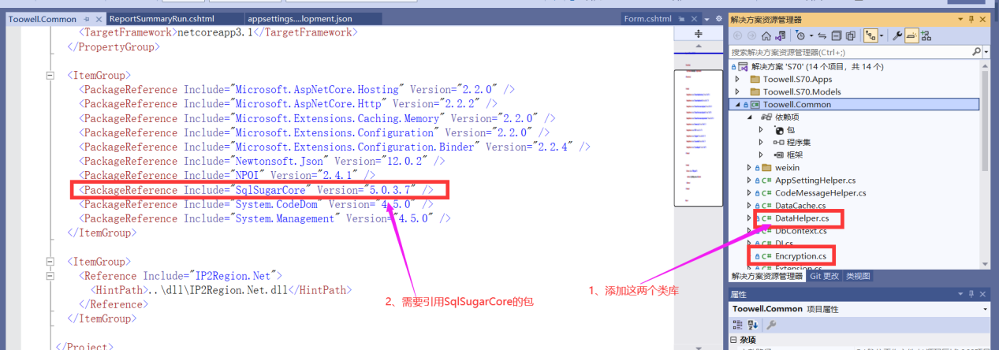 Toowell.Common
ReportSummaryRun.cshtml
appsettings....lopment.json
Form.cshtml
<TargetFramework>netcoreapp3.1</TargetFramework>
</PropertyGroup>
<ItemGroup>
<PackageReference Include="Microsoft.AspNetCore.Hosting" Version="2.2.0" />
<PackageReference Include="Microsoft.AspNetCore.Http" Version="2.2.2" />
<PackageReference Include="Microsoft.Extensions.Caching.Memory" Version="2.2.0" />
<PackageReference Include="Microsoft.Extensions.Configuration" Version="2.2.0" />
<PackageReference Include="Microsoft.Extensions.Configuration.Binder" Version="2.2.4" />
<PackageReference Include="Newtonsoft.Json" Version="12.0.2" />
<PackageReference Include="NPOI" Version="2.4.1" />
<PackageReference Include="SqlSugarCore" Version="5.0.3.7" />
<PackageReference Include="System.CodeDom" Version="4.5.0" />
<PackageReference Include="System.Management" Version="4.5.0" />
</ItemGroup>
<ItemGroup>
<Reference Include="IP2Region.Net">
<HintPath>..\dll\IP2Region.Net.dll</HintPath>
</Reference>
</ItemGroup>
</Project>
2、需要引用SqlSugarCore的包
1、添加这两个类库
解决方案资源管理器
搜索解决方案资源管理器(Ctrl+;)
解决方案 'S70' (14 个项目，共 14 个)
Toowell.S70.Apps
Toowell.S70.Models
Toowell.Common
依赖项
包
程序集
框架
weixin
C# AppSettingHelper.cs
C# CodeMessageHelper.cs
C# DataCache.cs
C# DataHelper.cs
C# DbContext.cs
C# DI.cs
C# Encryption.cs
C# Extension.cs
解决方案资源管理器
Git 更改
类视图
属性
Toowell.Common 项目属性
杂项